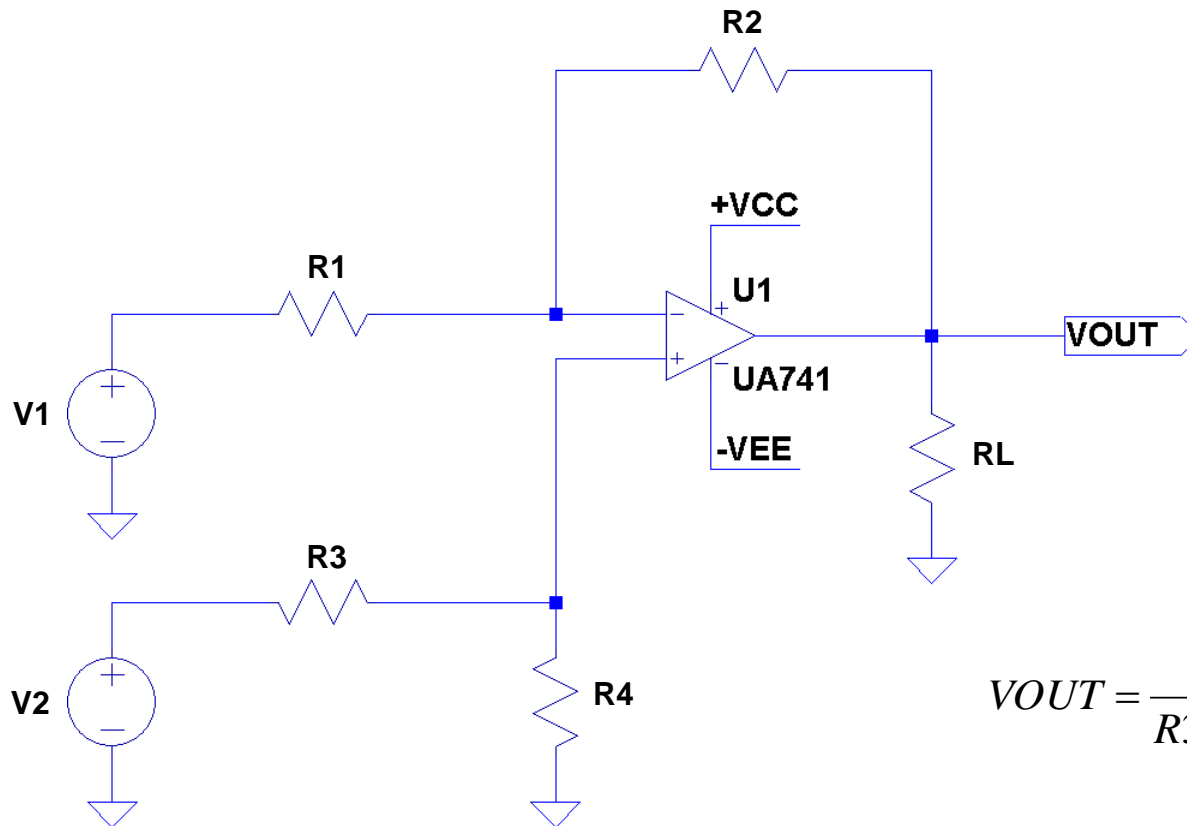 R2
+VCC
R1
U1
+
−
+
−
UA741
VOUT
+
−
V1
-VEE
RL
R3
+
−
V2
R4
VOUT =